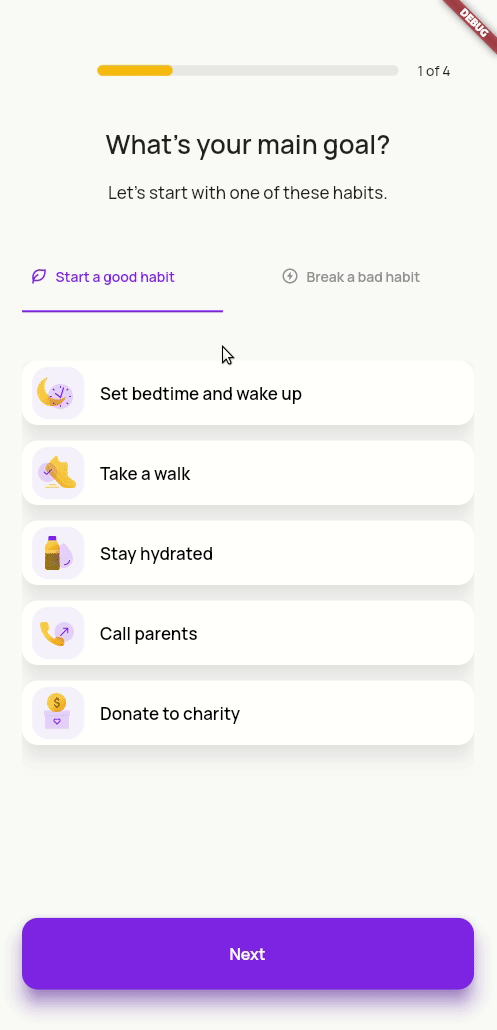 DEBUG
1 of 4
What's your main goal?
Let's start with one of these habits.
Start a good habit
Break a bad habit
Set bedtime and wake up
Take a walk
Stay hydrated
Call parents
$
Donate to charity
Next